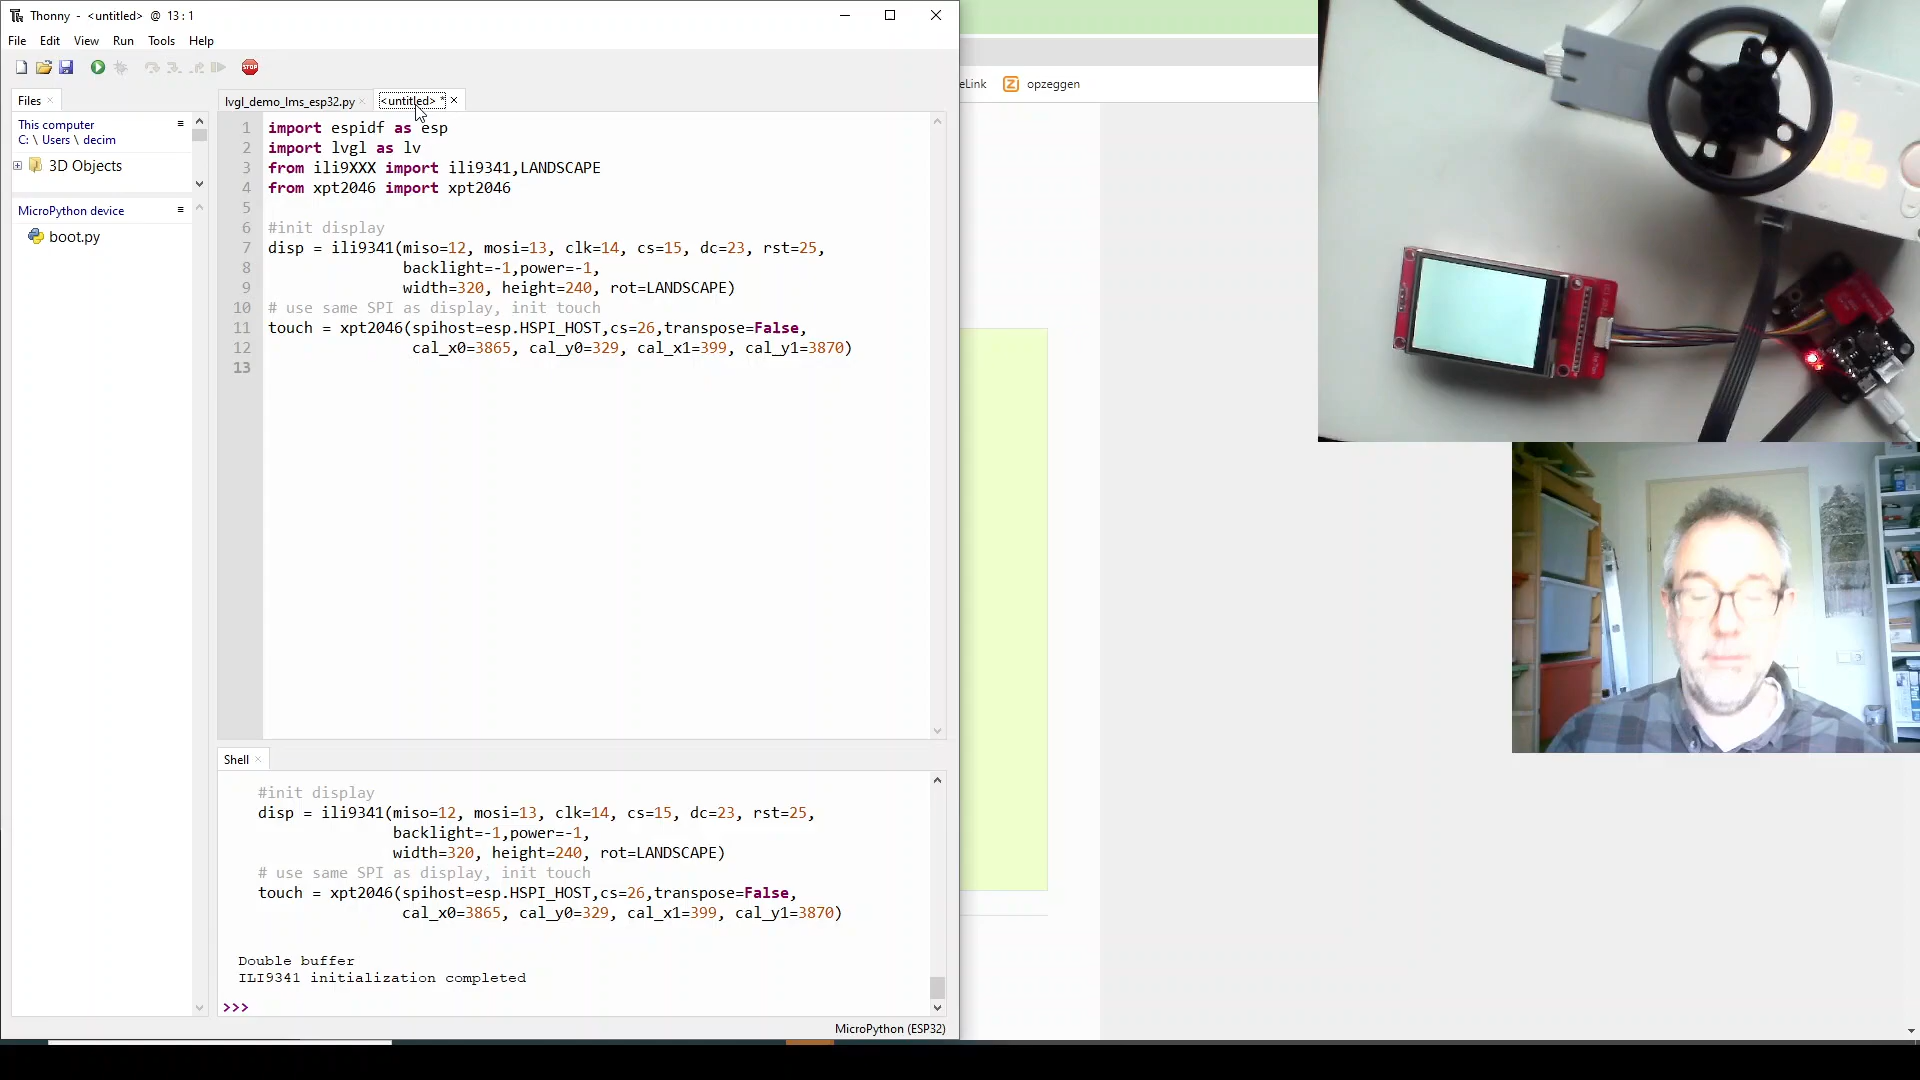 Thonny - <untitled> @ 13 : 1
File Edit View Run Tools Help
STOP
Files
lvgl_demo_lms_esp32.py <untitled> *
This computer
C: \ Users \ decim
3D Objects
MicroPython device
boot.py
1 import espidf as esp
2 import lvgl as lv
3 from ili9XXX import ili9341,LANDSCAPE
4 from xpt2046 import xpt2046
5
6 #init display
7 disp = ili9341(miso=12, mosi=13, clk=14, cs=15, dc=23, rst=25,
8 backlight=-1,power=-1,
9 width=320, height=240, rot=LANDSCAPE)
10 # use same SPI as display, init touch
11 touch = xpt2046(spihost=esp.HSPI_HOST,cs=26,transpose=False,
12 cal_x0=3865, cal_y0=329, cal_x1=399, cal_y1=3870)
13
Shell
#init display
disp = ili9341(miso=12, mosi=13, clk=14, cs=15, dc=23, rst=25,
backlight=-1,power=-1,
width=320, height=240, rot=LANDSCAPE)
# use same SPI as display, init touch
touch = xpt2046(spihost=esp.HSPI_HOST,cs=26,transpose=False,
cal_x0=3865, cal_y0=329, cal_x1=399, cal_y1=3870)
Double buffer
ILI9341 initialization completed
>>>
MicroPython (ESP32)
eLink Z opzeggen